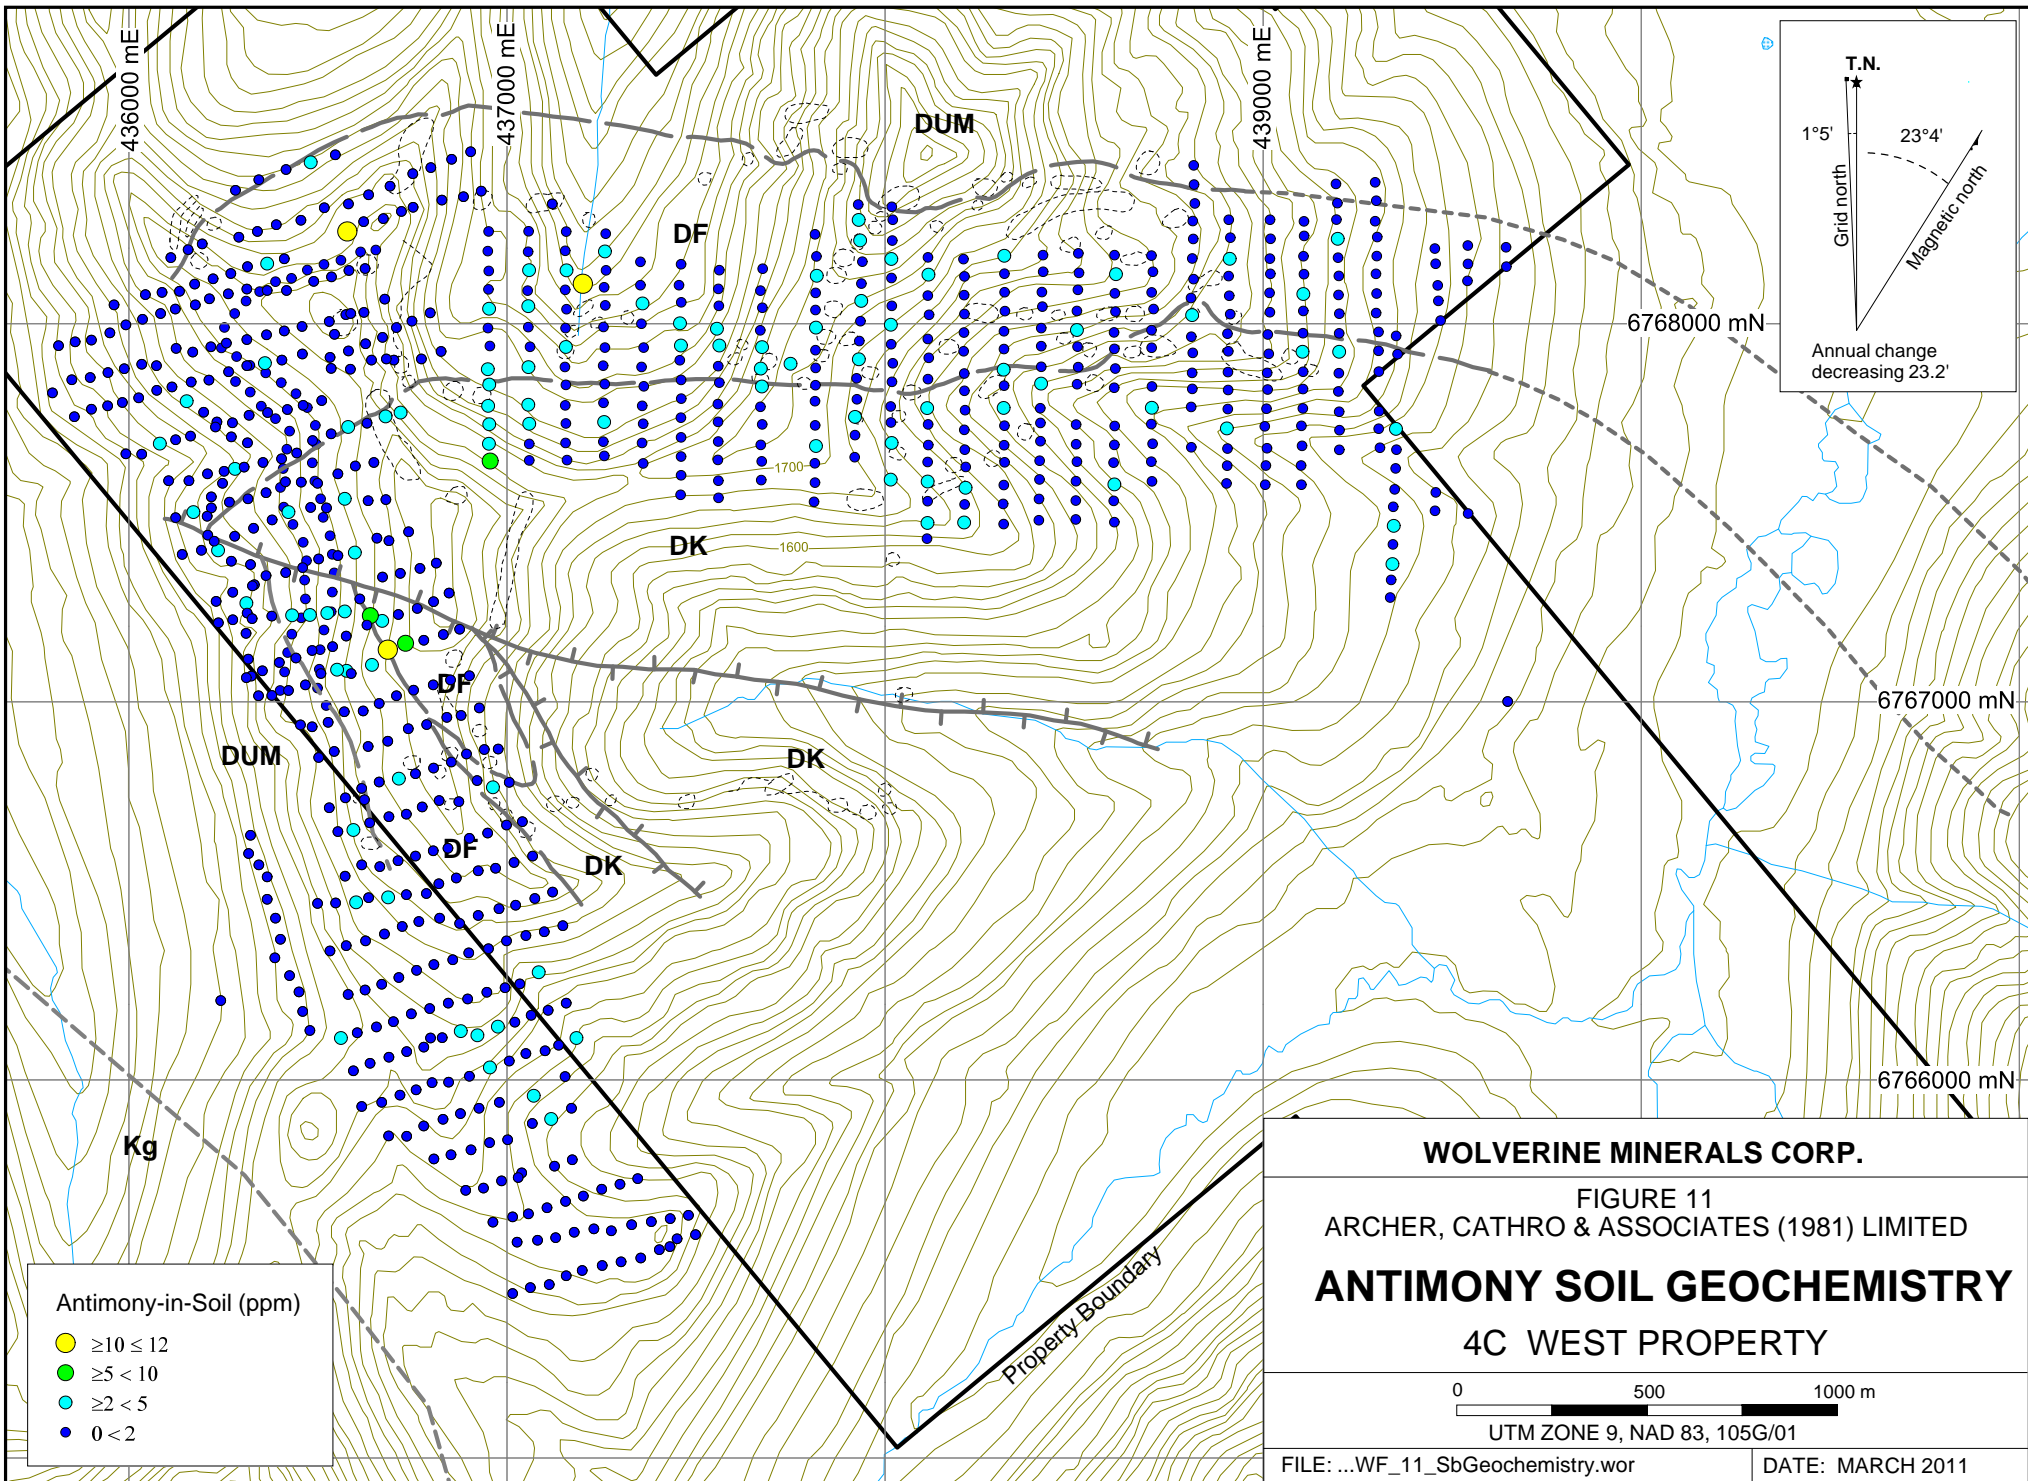 436000 mE
437000 mE
439000 mE
T.N.
1°5'
23°4'
Grid north
Magnetic north
Annual change
decreasing 23.2'
DUM
DF
6768000 mN
1700
DK
1600
DF
6767000 mN
DUM
DK
DF
DK
6766000 mN
Kg
Property Boundary
Antimony-in-Soil (ppm)
≥10 ≤ 12
≥5 < 10
≥2 < 5
0 < 2
WOLVERINE MINERALS CORP.
FIGURE 11
ARCHER, CATHRO & ASSOCIATES (1981) LIMITED
ANTIMONY SOIL GEOCHEMISTRY
4C WEST PROPERTY
0 500 1000 m
UTM ZONE 9, NAD 83, 105G/01
FILE: ...WF_11_SbGeochemistry.wor
DATE: MARCH 2011